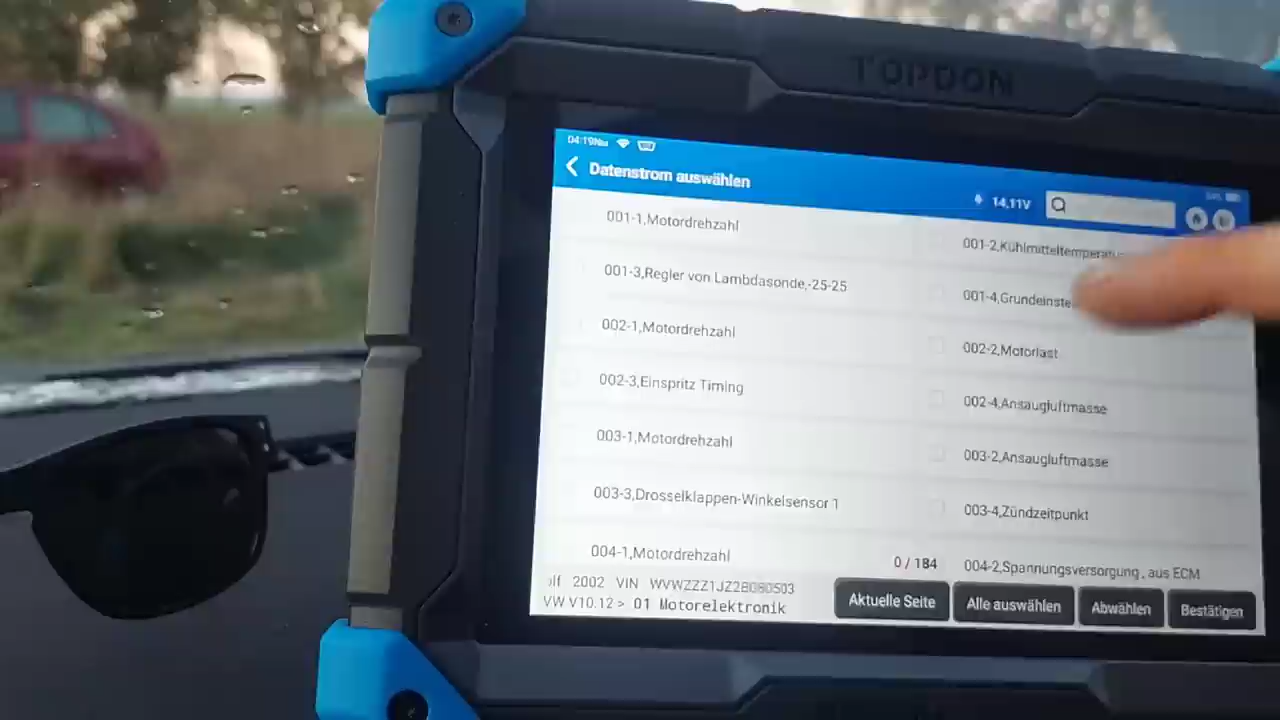 TOPDON
04:19
Datenstrom auswählen
14,11V
001-1,Motordrehzahl
001-2,Kühlmitteltemperatu
001-3,Regler von Lambdasonde,-25-25
001-4,Grundeinste
002-1,Motordrehzahl
002-2,Motorlast
002-3,Einspritz Timing
002-4,Ansaugluftmasse
003-1,Motordrehzahl
003-2,Ansaugluftmasse
003-3,Drosselklappen-Winkelsensor 1
003-4,Zündzeitpunkt
004-1,Motordrehzahl
0 / 184
004-2,Spannungsversorgung, aus ECM
olf 2002 VIN WVWZZZ1JZ2B080503
VW V10.12 > 01 Motorelektronik
Aktuelle Seite
Alle auswählen
Abwählen
Bestätigen